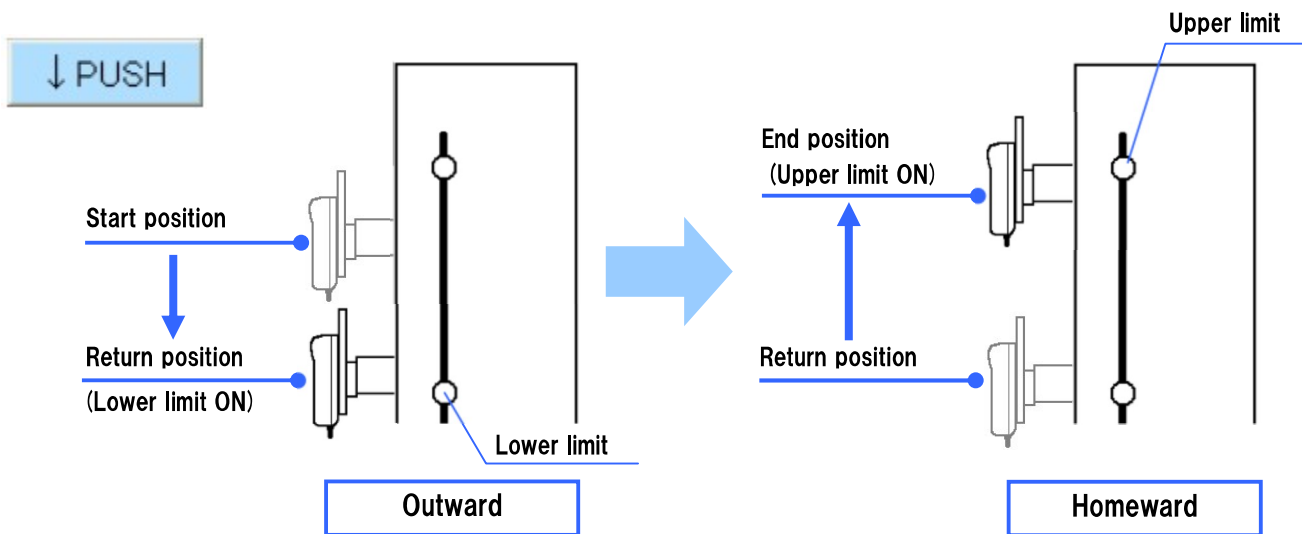 ↓PUSH
Start position
Return position
(Lower limit ON)
Lower limit
Outward
Upper limit
End position
(Upper limit ON)
Return position
Homeward